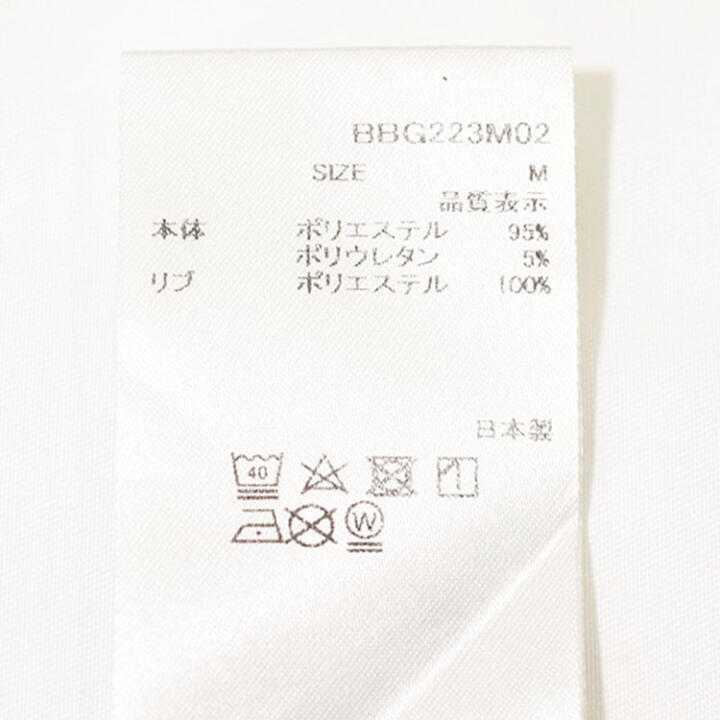 BBG223M02
SIZE M
品質表示
本体 ポリエステル 95%
ポリウレタン 5%
リブ ポリエステル 100%
日本製
40
W